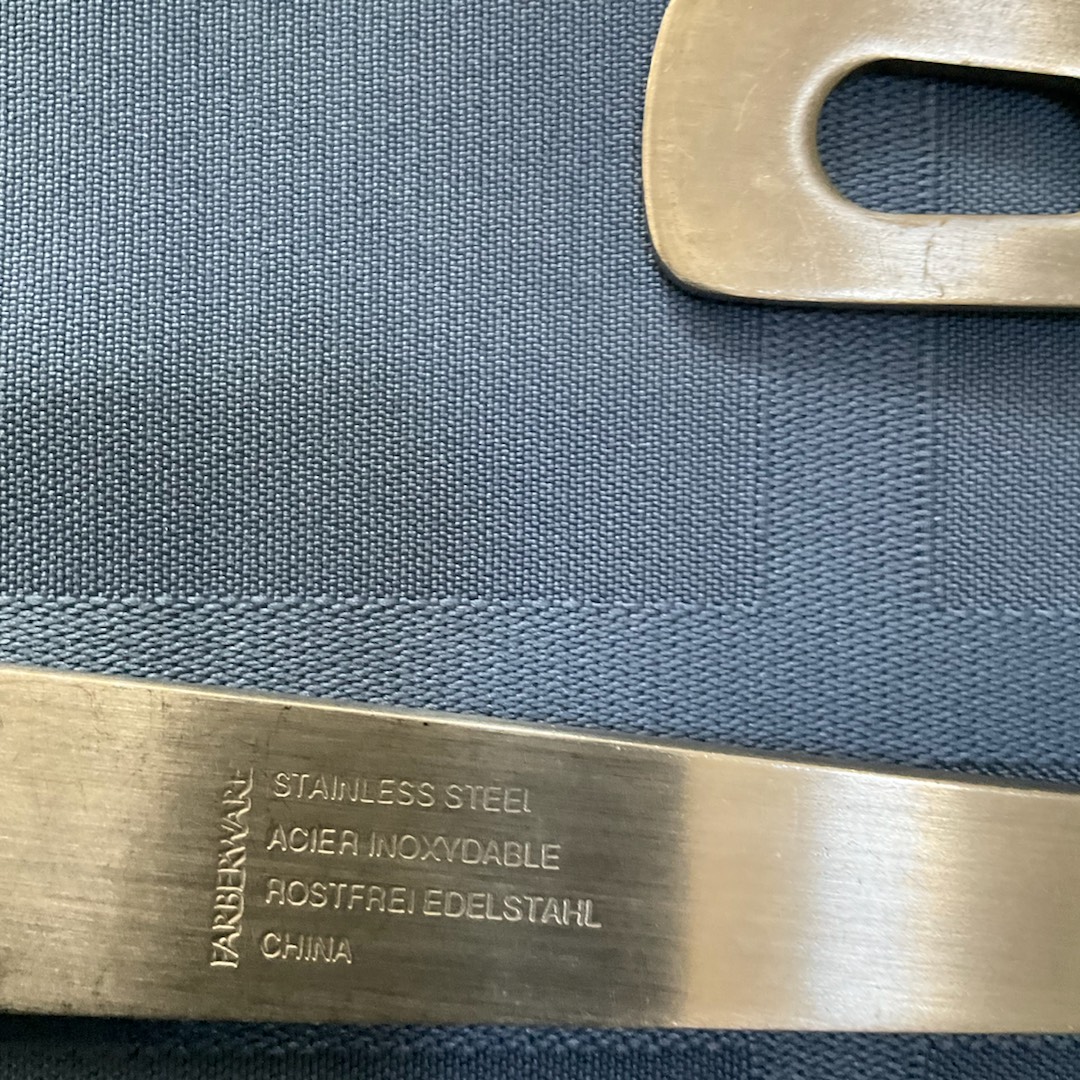 FARBERWARE
STAINLESS STEEL
ACIER INOXYDABLE
ROSTFREI EDELSTAHL
CHINA